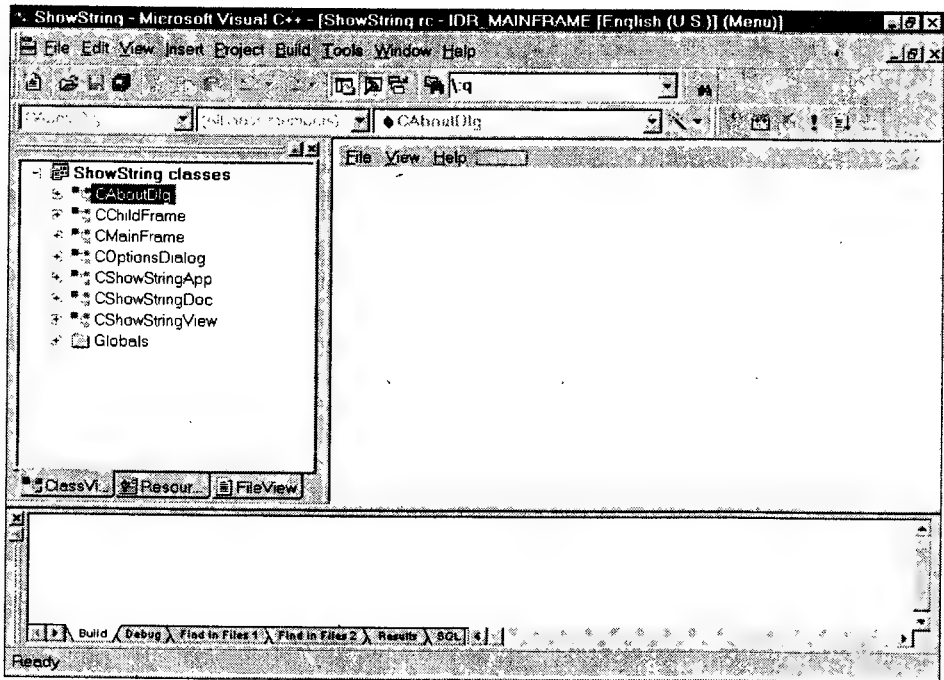 ShowString - Microsoft Visual C++ - [ShowString rc - IDR_MAINFRAME [English (U S )] (Menu)]
File Edit View Insert Project Build Tools Window Help
\:q
CAboutDlg
File View Help
ShowString classes
CAboutDlg
CChildFrame
CMainFrame
COptionsDialog
CShowStringApp
CShowStringDoc
CShowStringView
Globals
ClassVi... Resour... FileView
Build Debug Find in Files 1 Find in Files 2 Results SQL
Ready